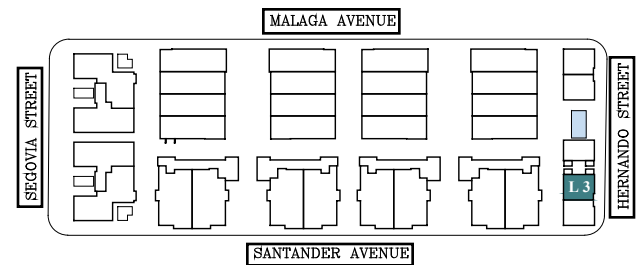 MALAGA AVENUE
SEGOVIA STREET
HERNANDO STREET
L 3
SANTANDER AVENUE